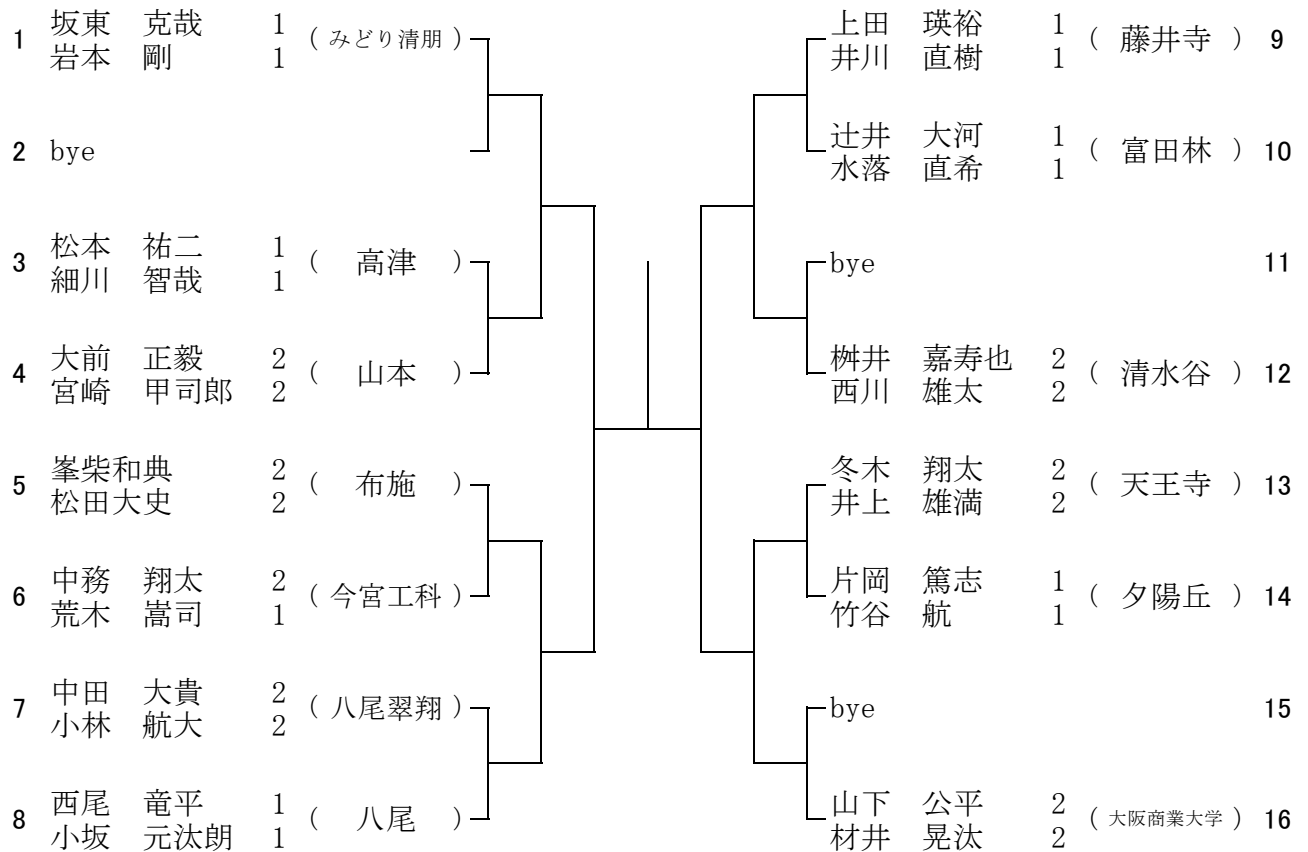 1 坂東 克哉 1 (みどり清朋)
岩本 剛 1
2 bye
3 松本 祐二 1 ( 高津 )
細川 智哉 1
4 大前 正毅 2 ( 山本 )
宮崎 甲司郎 2
5 峯柴和典 2 ( 布施 )
松田大史 2
6 中務 翔太 2 ( 今宮工科 )
荒木 嵩司 1
7 中田 大貴 2 ( 八尾翠翔 )
小林 航大 2
8 西尾 竜平 1 ( 八尾 )
小坂 元汰朗 1
上田 瑛裕 1 ( 藤井寺 ) 9
井川 直樹 1
辻井 大河 1 ( 富田林 ) 10
水落 直希 1
bye 11
桝井 嘉寿也 2 ( 清水谷 ) 12
西川 雄太 2
冬木 翔太 2 ( 天王寺 ) 13
井上 雄満 2
片岡 篤志 1 ( 夕陽丘 ) 14
竹谷 航 1
bye 15
山下 公平 2 ( 大阪商業大学 ) 16
材井 晃汰 2